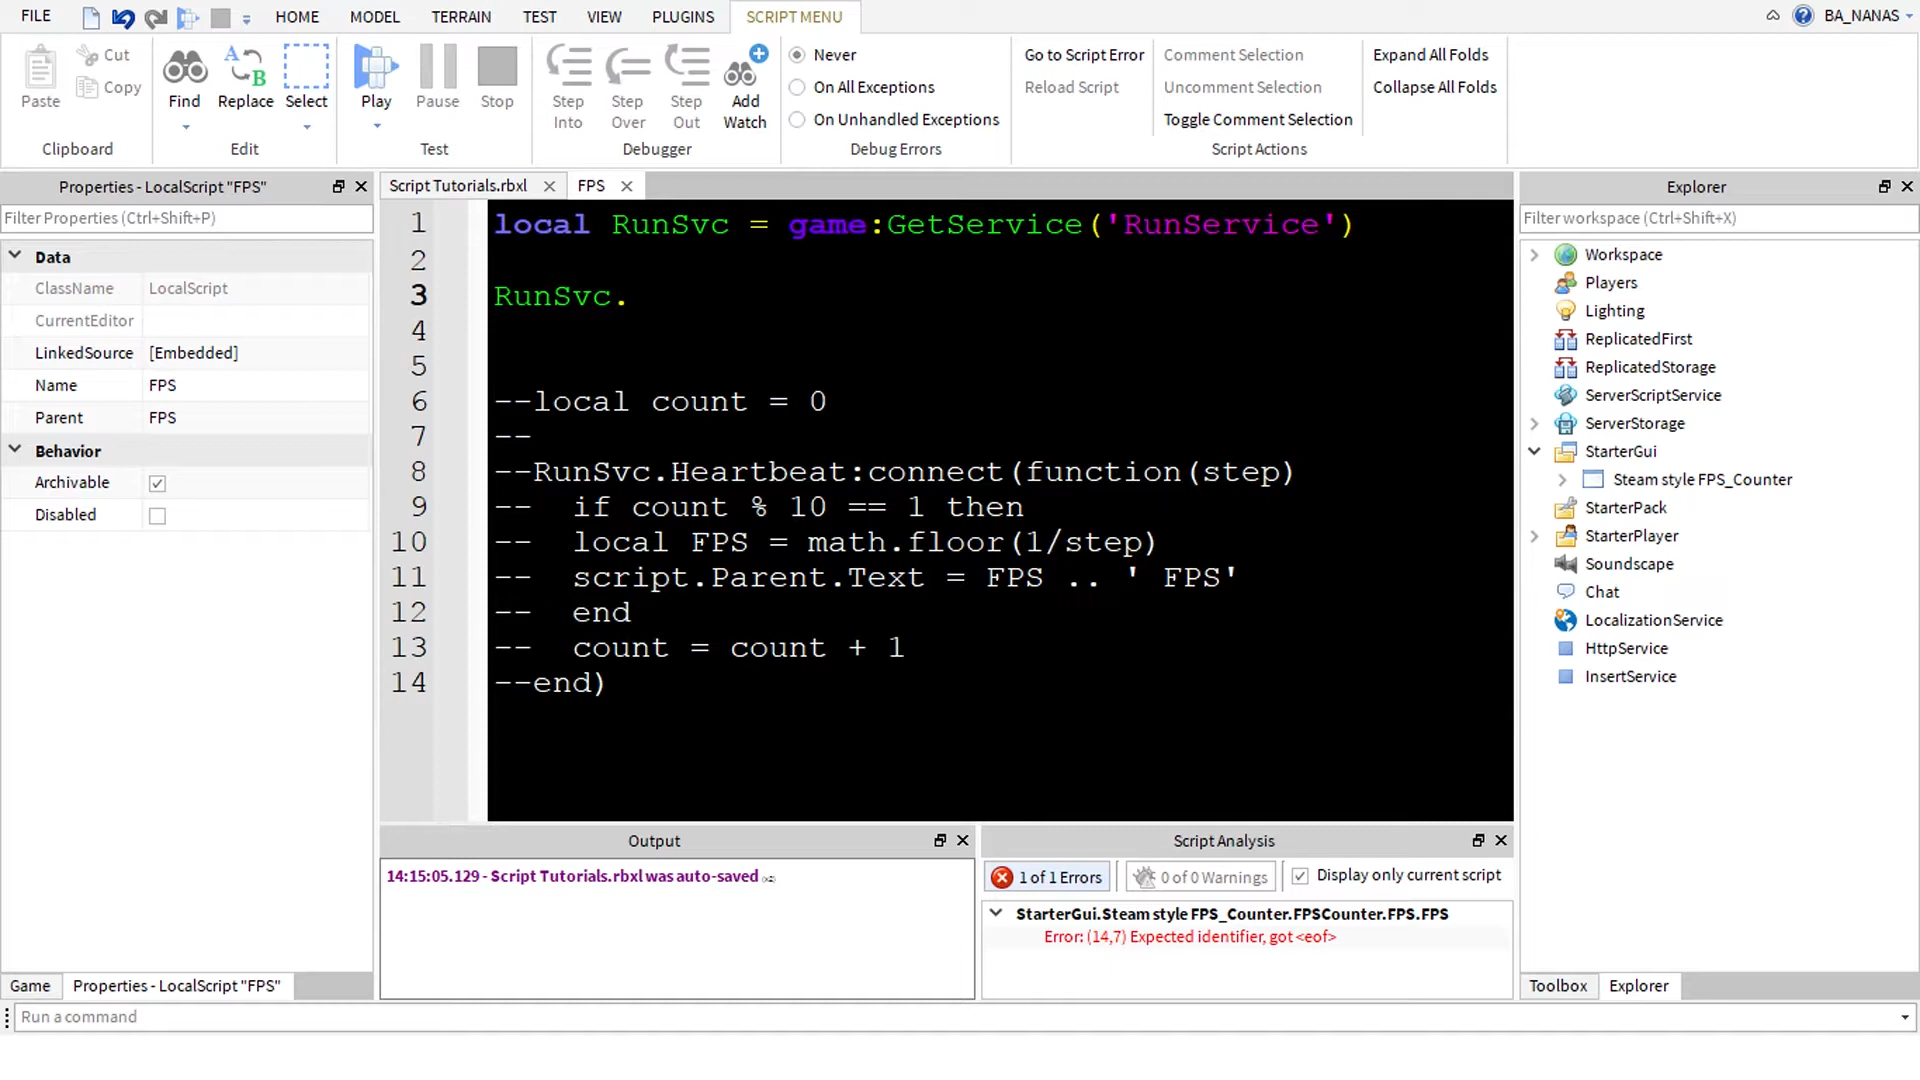 FILE
HOME
MODEL
TERRAIN
TEST
VIEW
PLUGINS
SCRIPT MENU
BA_NANAS
Paste
Cut
Copy
Clipboard
Find
Replace
Select
Edit
Play
Pause
Stop
Test
Step Into
Step Over
Step Out
Add Watch
Debugger
Never
On All Exceptions
On Unhandled Exceptions
Debug Errors
Go to Script Error
Reload Script
Comment Selection
Uncomment Selection
Toggle Comment Selection
Script Actions
Expand All Folds
Collapse All Folds
Properties - LocalScript "FPS"
Filter Properties (Ctrl+Shift+P)
Data
ClassName LocalScript
CurrentEditor
LinkedSource [Embedded]
Name FPS
Parent FPS
Behavior
Archivable
Disabled
Game
Properties - LocalScript "FPS"
Script Tutorials.rbxl
FPS
1 local RunSvc = game:GetService('RunService')
2
3 RunSvc.
4
5
6 --local count = 0
7 --
8 --RunSvc.Heartbeat:connect(function(step)
9 -- if count % 10 == 1 then
10 -- local FPS = math.floor(1/step)
11 -- script.Parent.Text = FPS .. ' FPS'
12 -- end
13 -- count = count + 1
14 --end)
Output
14:15:05.129 - Script Tutorials.rbxl was auto-saved
Script Analysis
1 of 1 Errors
0 of 0 Warnings
Display only current script
StarterGui.Steam style FPS_Counter.FPSCounter.FPS.FPS
Error: (14,7) Expected identifier, got <eof>
Explorer
Filter workspace (Ctrl+Shift+X)
Workspace
Players
Lighting
ReplicatedFirst
ReplicatedStorage
ServerScriptService
ServerStorage
StarterGui
Steam style FPS_Counter
StarterPack
StarterPlayer
Soundscape
Chat
LocalizationService
HttpService
InsertService
Toolbox
Explorer
Run a command